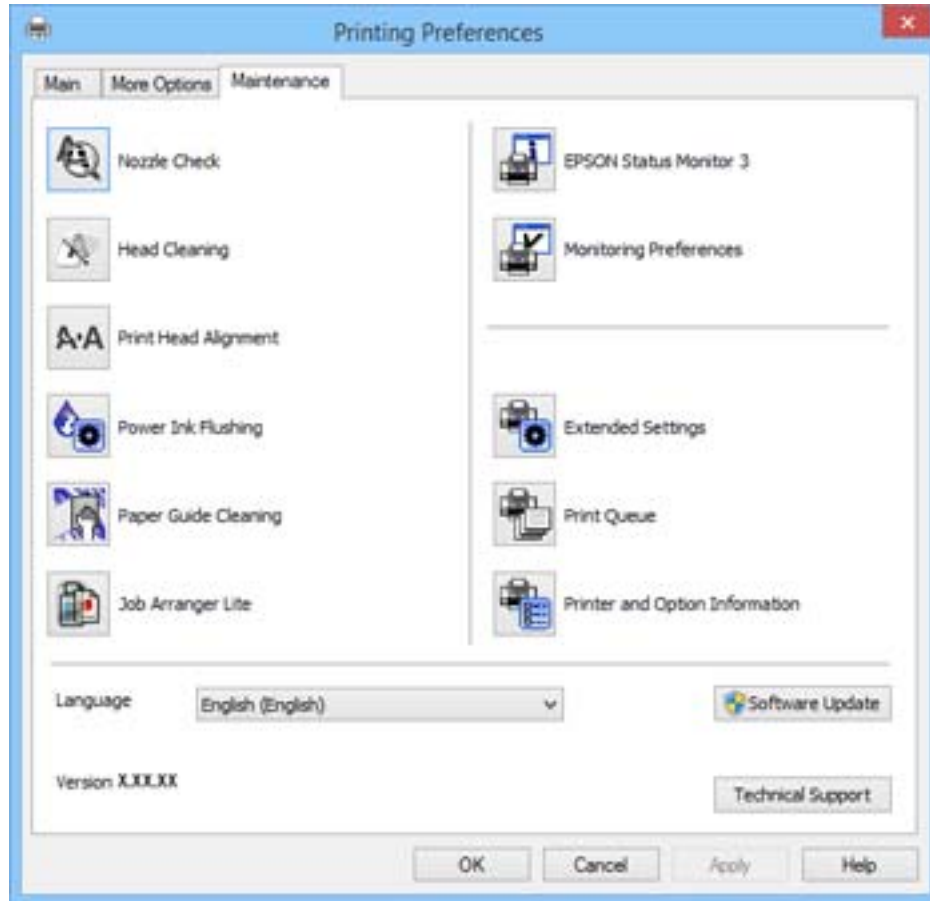 Printing Preferences
Main
More Options
Maintenance
Nozzle Check
Head Cleaning
A A Print Head Alignment
Power Ink Flushing
Paper Guide Cleaning
Job Arranger Lite
EPSON Status Monitor 3
Monitoring Preferences
Extended Settings
Print Queue
Printer and Option Information
Language
English (English)
Software Update
Version X.XX.XX
Technical Support
OK
Cancel
Apply
Help